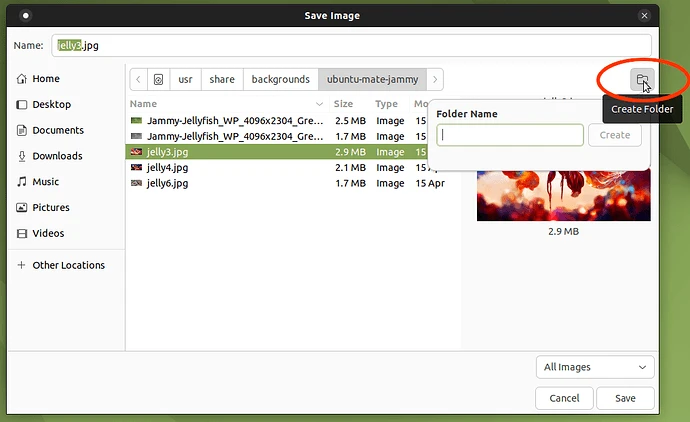 Save Image
Name: jelly3.jpg
Home
Desktop
Documents
Downloads
Music
Pictures
Videos
Other Locations
usr share backgrounds ubuntu-mate-jammy
Create Folder
Name Size Type
Jammy-Jellyfish_WP_4096x2304_Gre... 2.5 MB Image
Jammy-Jellyfish_WP_4096x2304_Gre... 1.7 MB Image
jelly3.jpg 2.9 MB Image 15
jelly4.jpg 2.1 MB Image 15 Apr
jelly6.jpg 1.7 MB Image 15 Apr
Folder Name
Create
2.9 MB
All Images
Cancel Save